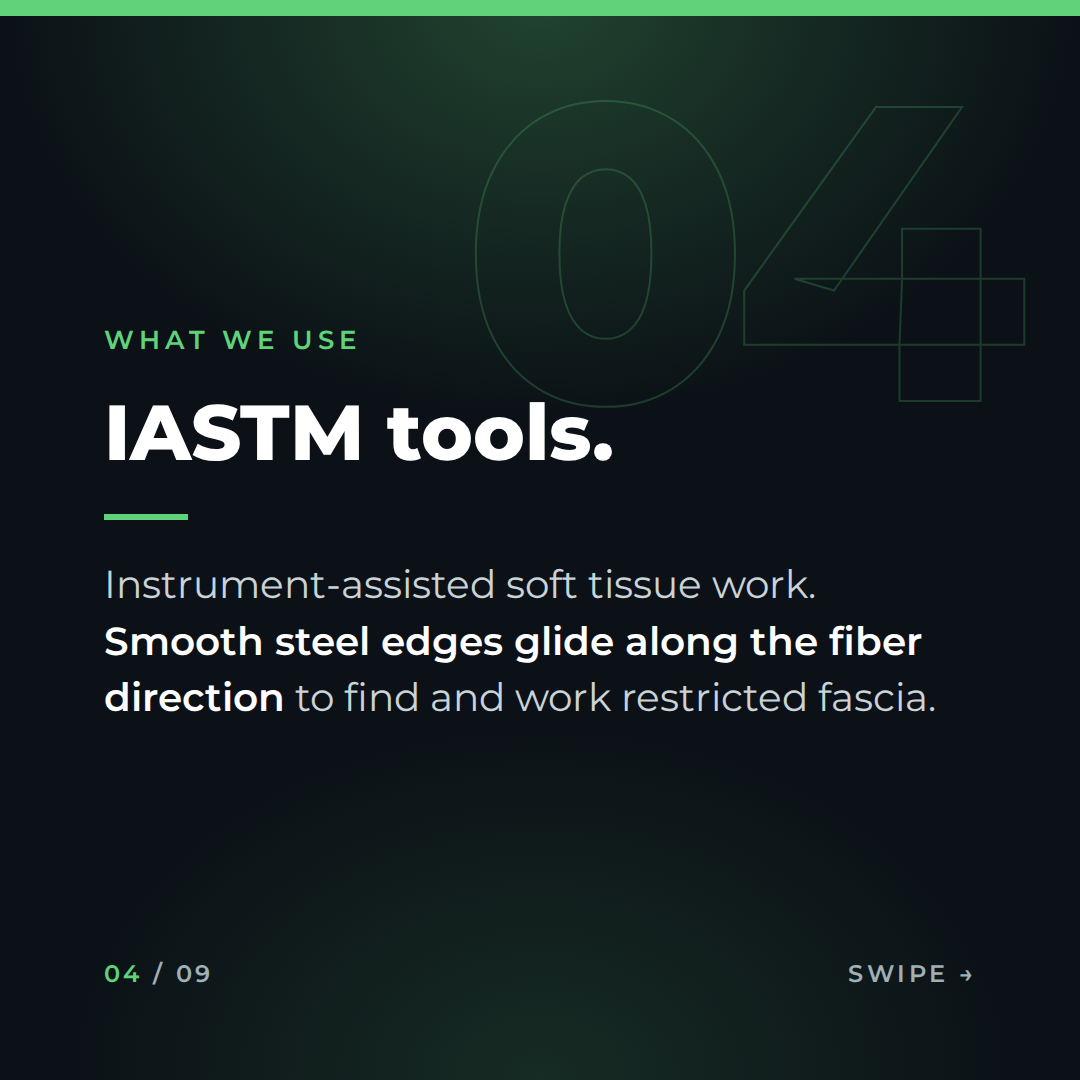 04
WHAT WE USE
IASTM tools.
Instrument-assisted soft tissue work.
Smooth steel edges glide along the fiber
direction to find and work restricted fascia.
04 / 09
SWIPE →